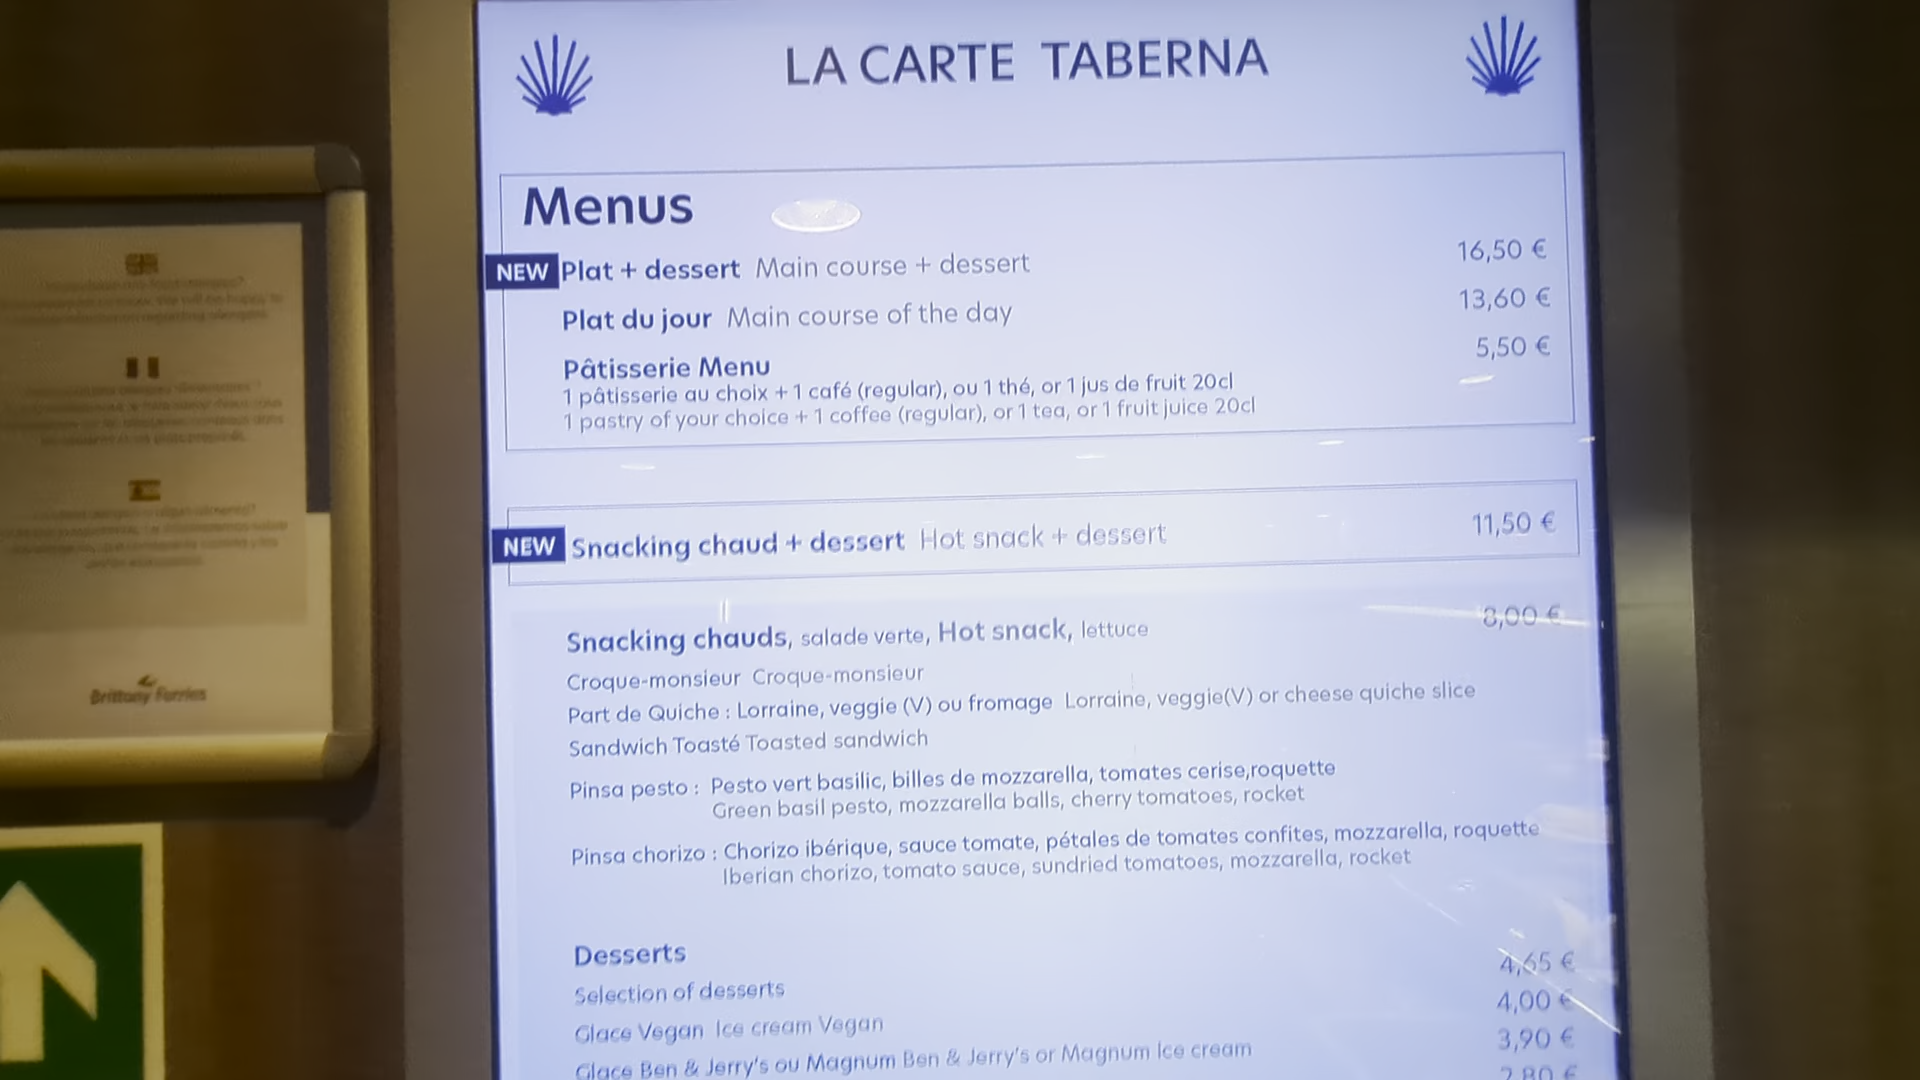 LA CARTE TABERNA
Menus
NEW Plat + dessert Main course + dessert 16,50 €
Plat du jour Main course of the day 13,60 €
Pâtisserie Menu 5,50 €
1 pâtisserie au choix + 1 café (regular), ou 1 thé, or 1 jus de fruit 20cl
1 pastry of your choice + 1 coffee (regular), or 1 tea, or 1 fruit juice 20cl
NEW Snacking chaud + dessert Hot snack + dessert 11,50 €
Snacking chauds, salade verte, Hot snack, lettuce 8,00 €
Croque-monsieur Croque-monsieur
Part de Quiche : Lorraine, veggie (V) ou fromage Lorraine, veggie(V) or cheese quiche slice
Sandwich Toasté Toasted sandwich
Pinsa pesto : Pesto vert basilic, billes de mozzarella, tomates cerise,roquette
Green basil pesto, mozzarella balls, cherry tomatoes, rocket
Pinsa chorizo : Chorizo ibérique, sauce tomate, pétales de tomates confites, mozzarella, roquette
Iberian chorizo, tomato sauce, sundried tomatoes, mozzarella, rocket
Desserts
Selection of desserts 4,65 €
Glace Vegan Ice cream Vegan 4,00 €
Glace Ben & Jerry's ou Magnum Ben & Jerry's or Magnum Ice cream 3,90 €
2,80 €
Brittany Ferries